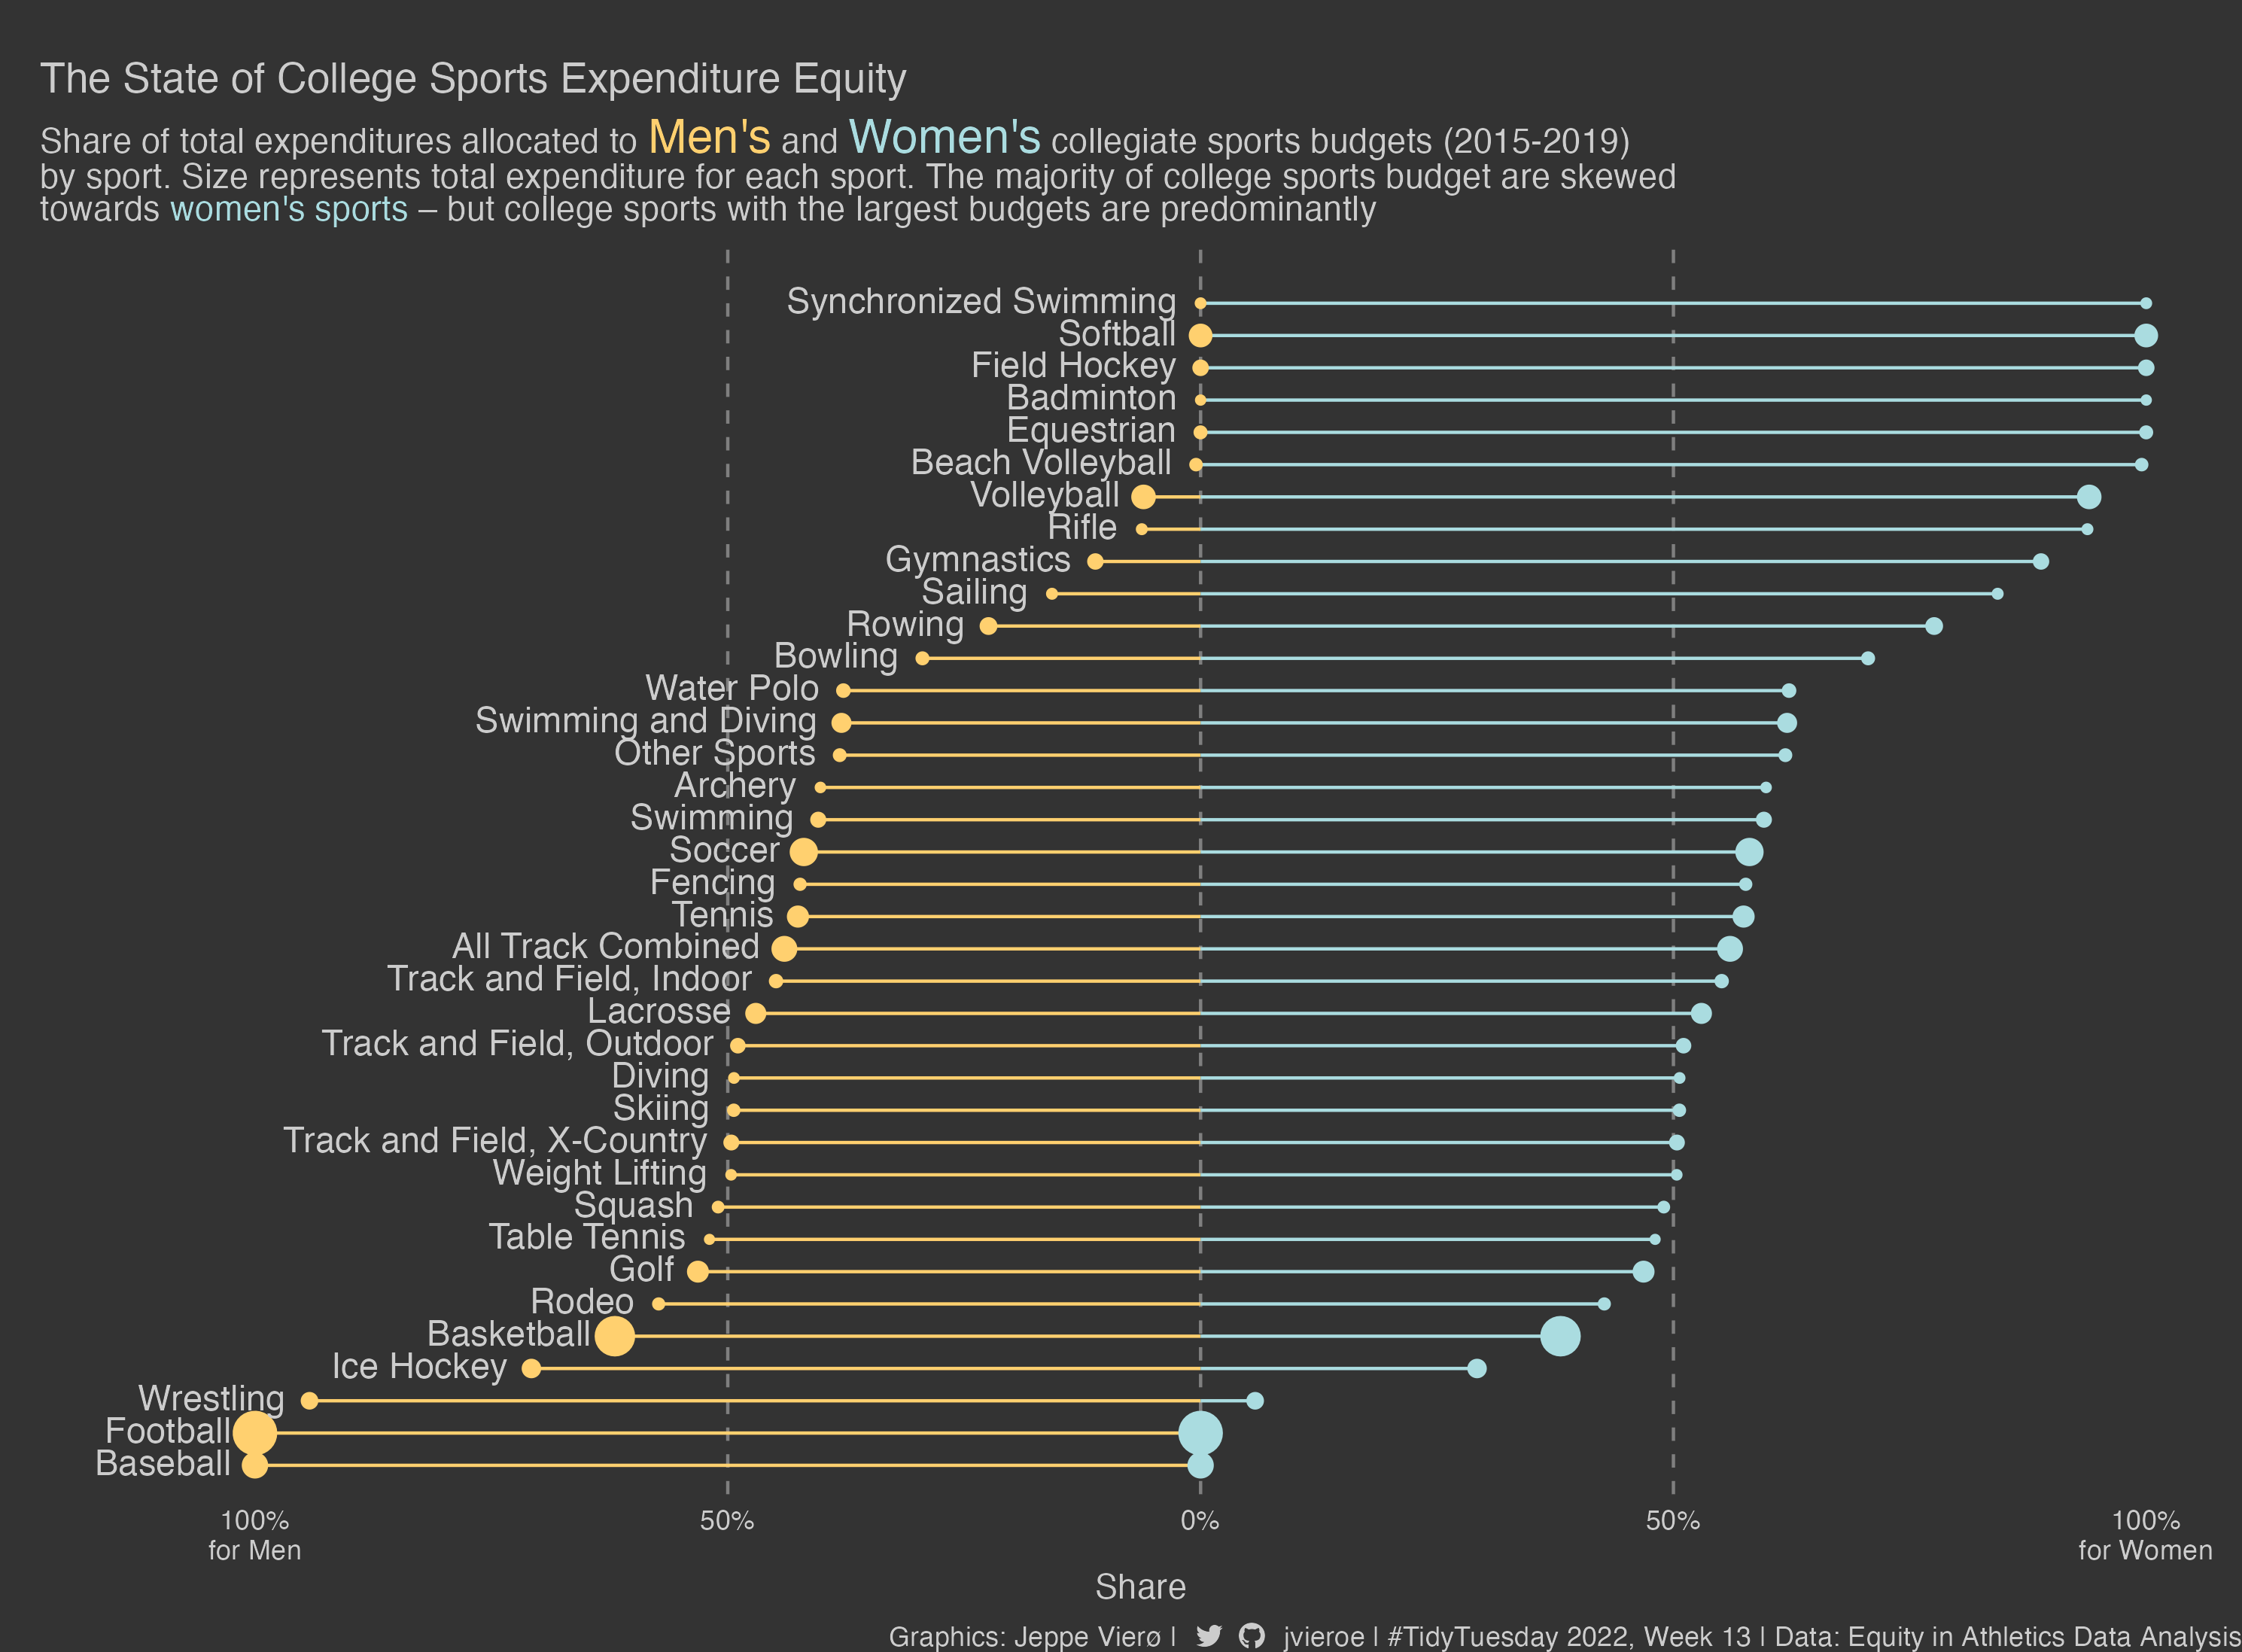 The State of College Sports Expenditure Equity
Share of total expenditures allocated to Men's and Women's collegiate sports budgets (2015-2019)
by sport. Size represents total expenditure for each sport. The majority of college sports budget are skewed
towards women's sports – but college sports with the largest budgets are predominantly
Synchronized Swimming
Softball
Field Hockey
Badminton
Equestrian
Beach Volleyball
Volleyball
Rifle
Gymnastics
Sailing
Rowing
Bowling
Water Polo
Swimming and Diving
Other Sports
Archery
Swimming
Soccer
Fencing
Tennis
All Track Combined
Track and Field, Indoor
Lacrosse
Track and Field, Outdoor
Diving
Skiing
Track and Field, X-Country
Weight Lifting
Squash
Table Tennis
Golf
Rodeo
Basketball
Ice Hockey
Wrestling
Football
Baseball
100% 50% 0% 50% 100%
for Men for Women
Share
Graphics: Jeppe Vierø | jvieroe | #TidyTuesday 2022, Week 13 | Data: Equity in Athletics Data Analysis